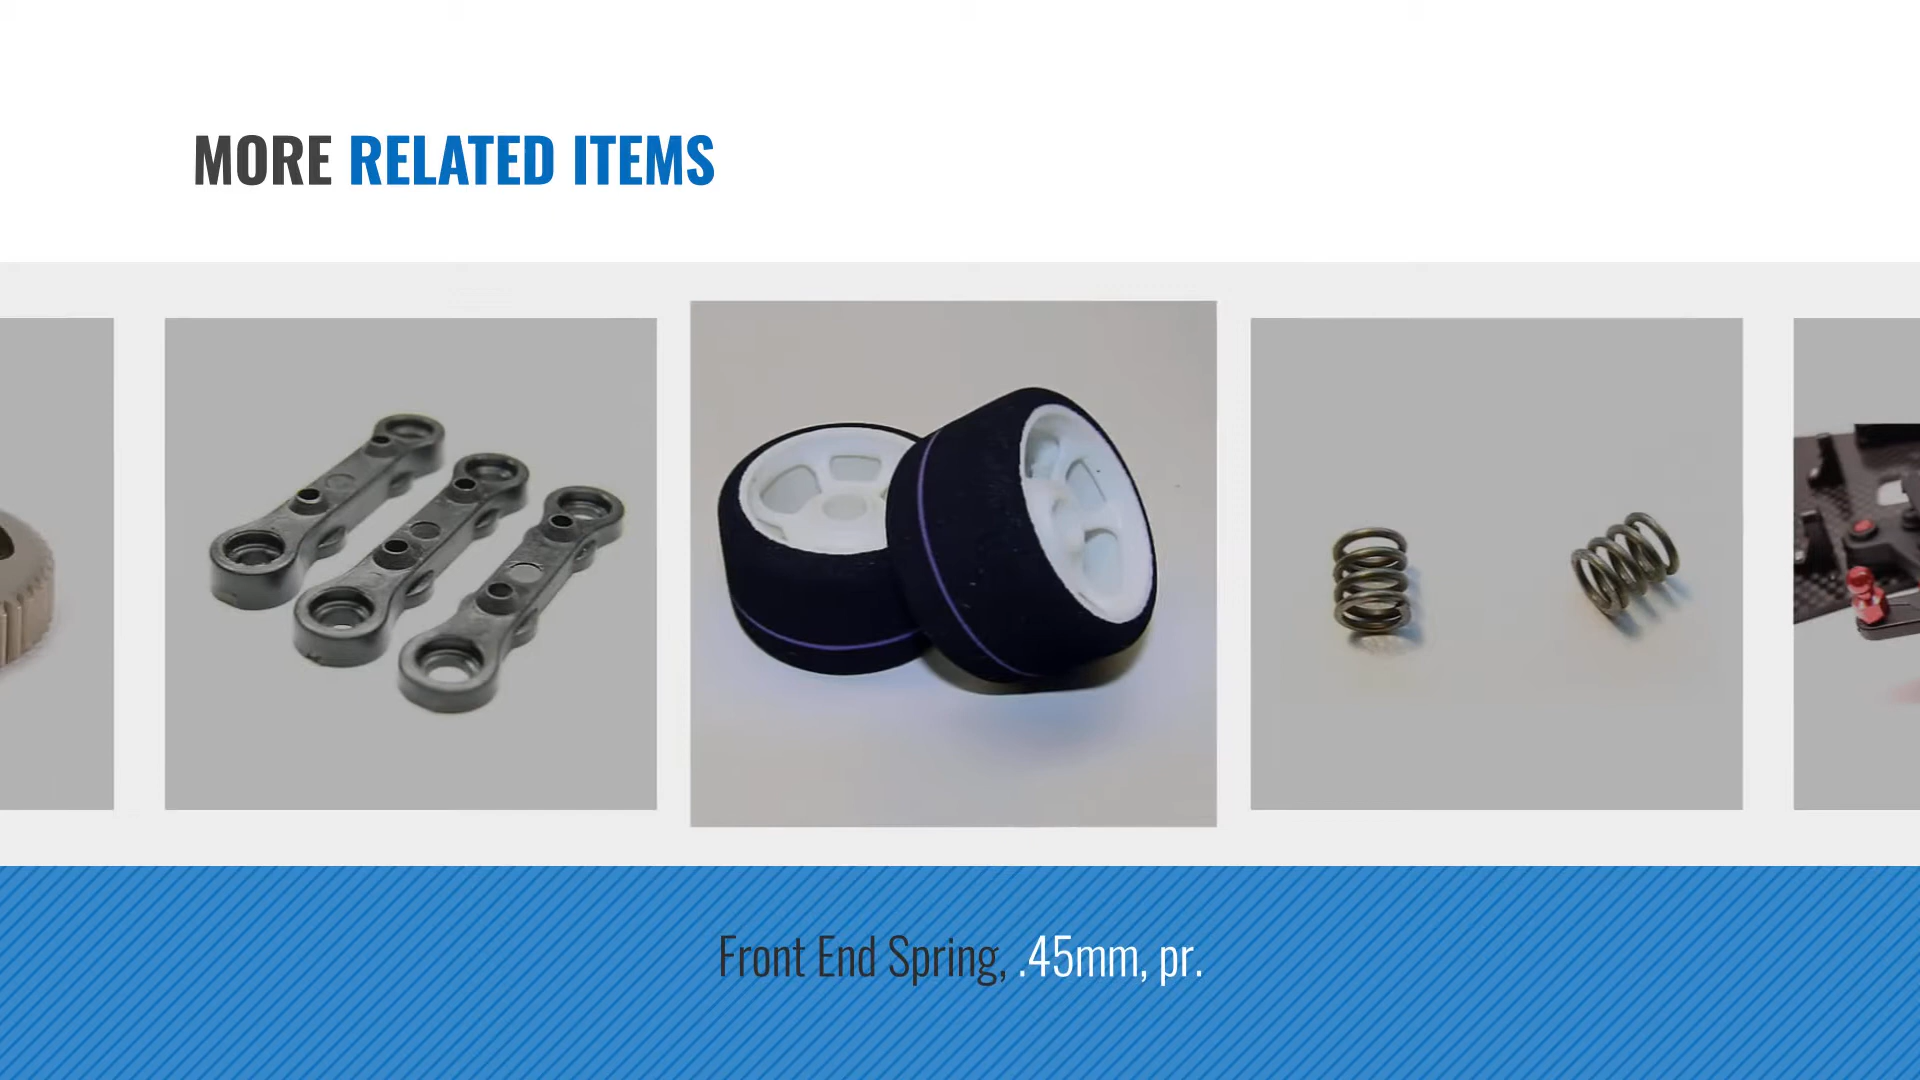 MORE RELATED ITEMS
Front End Spring, .45mm, pr.